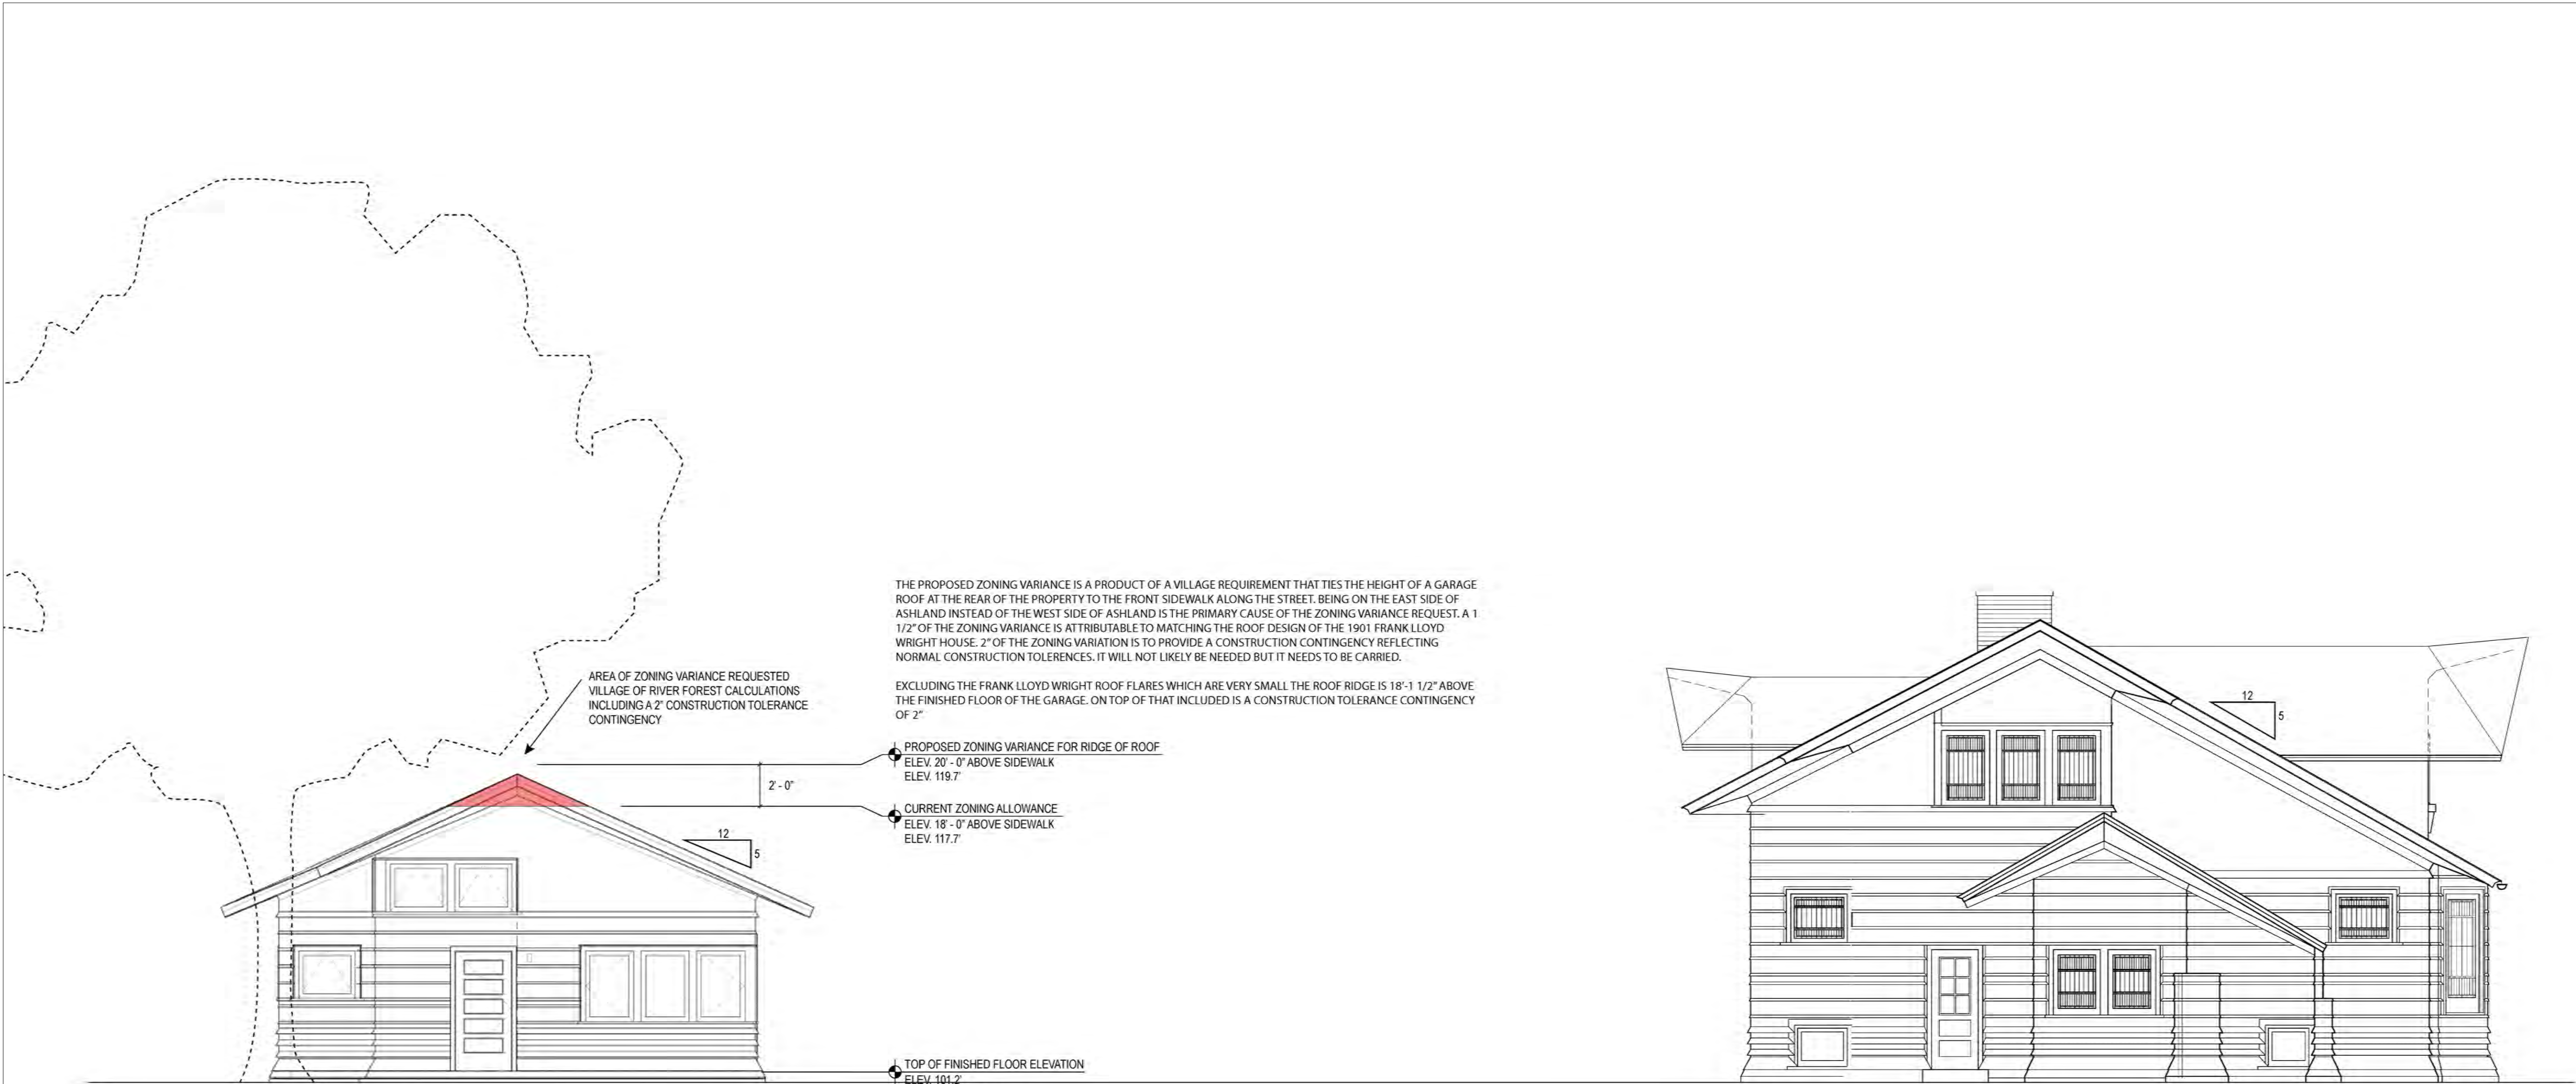 THE PROPOSED ZONING VARIANCE IS A PRODUCT OF A VILLAGE REQUIREMENT THAT TIES THE HEIGHT OF A GARAGE
ROOF AT THE REAR OF THE PROPERTY TO THE FRONT SIDEWALK ALONG THE STREET. BEING ON THE EAST SIDE OF
ASHLAND INSTEAD OF THE WEST SIDE OF ASHLAND IS THE PRIMARY CAUSE OF THE ZONING VARIANCE REQUEST. A 1
1/2" OF THE ZONING VARIANCE IS ATTRIBUTABLE TO MATCHING THE ROOF DESIGN OF THE 1901 FRANK LLOYD
WRIGHT HOUSE. 2" OF THE ZONING VARIATION IS TO PROVIDE A CONSTRUCTION CONTINGENCY REFLECTING
NORMAL CONSTRUCTION TOLERENCES. IT WILL NOT LIKELY BE NEEDED BUT IT NEEDS TO BE CARRIED.
EXCLUDING THE FRANK LLOYD WRIGHT ROOF FLARES WHICH ARE VERY SMALL THE ROOF RIDGE IS 18'-1 1/2" ABOVE
THE FINISHED FLOOR OF THE GARAGE. ON TOP OF THAT INCLUDED IS A CONSTRUCTION TOLERANCE CONTINGENCY
OF 2"
AREA OF ZONING VARIANCE REQUESTED
VILLAGE OF RIVER FOREST CALCULATIONS
INCLUDING A 2" CONSTRUCTION TOLERANCE
CONTINGENCY
PROPOSED ZONING VARIANCE FOR RIDGE OF ROOF
ELEV. 20' - 0" ABOVE SIDEWALK
ELEV. 119.7'
2' - 0"
CURRENT ZONING ALLOWANCE
ELEV. 18' - 0" ABOVE SIDEWALK
ELEV. 117.7'
12
5
12
5
TOP OF FINISHED FLOOR ELEVATION
ELEV. 101.2'